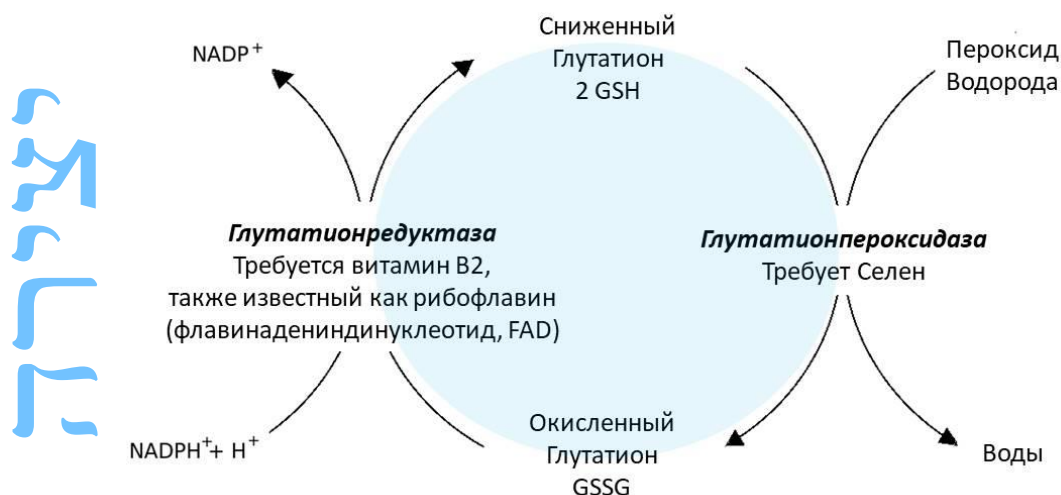 NADP⁺
Сниженный
Глутатион
2 GSH
Пероксид
Водорода
Глутатионредуктаза
Требуется витамин B2,
также известный как рибофлавин
(флавинадениндинуклеотид, FAD)
Глутатионпероксидаза
Требует Селен
NADPH⁺+ H⁺
Окисленный
Глутатион
GSSG
Воды